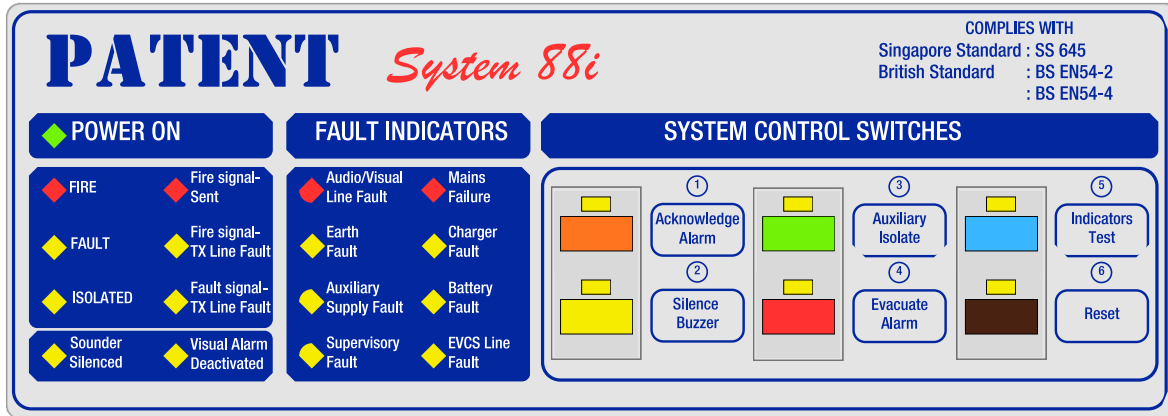 PATENT System 88i
COMPLIES WITH
Singapore Standard : SS 645
British Standard : BS EN54-2
: BS EN54-4
POWER ON
FIRE
Fire signal-
Sent
FAULT
Fire signal-
TX Line Fault
ISOLATED
Fault signal-
TX Line Fault
Sounder
Silenced
Visual Alarm
Deactivated
FAULT INDICATORS
Audio/Visual
Line Fault
Mains
Failure
Earth
Fault
Charger
Fault
Auxiliary
Supply Fault
Battery
Fault
Supervisory
Fault
EVCS Line
Fault
SYSTEM CONTROL SWITCHES
1
Acknowledge
Alarm
2
Silence
Buzzer
3
Auxiliary
Isolate
4
Evacuate
Alarm
5
Indicators
Test
6
Reset